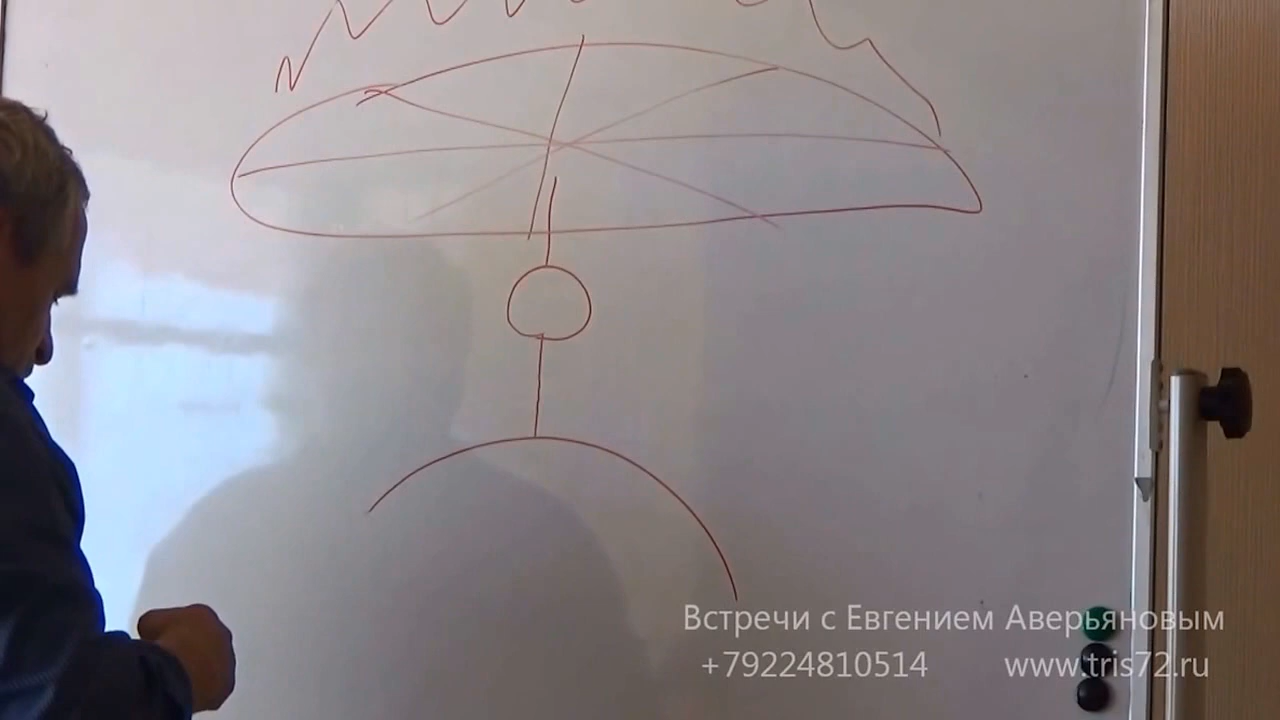 Встречи с Евгением Аверьяновым
+79224810514 www.tris72.ru